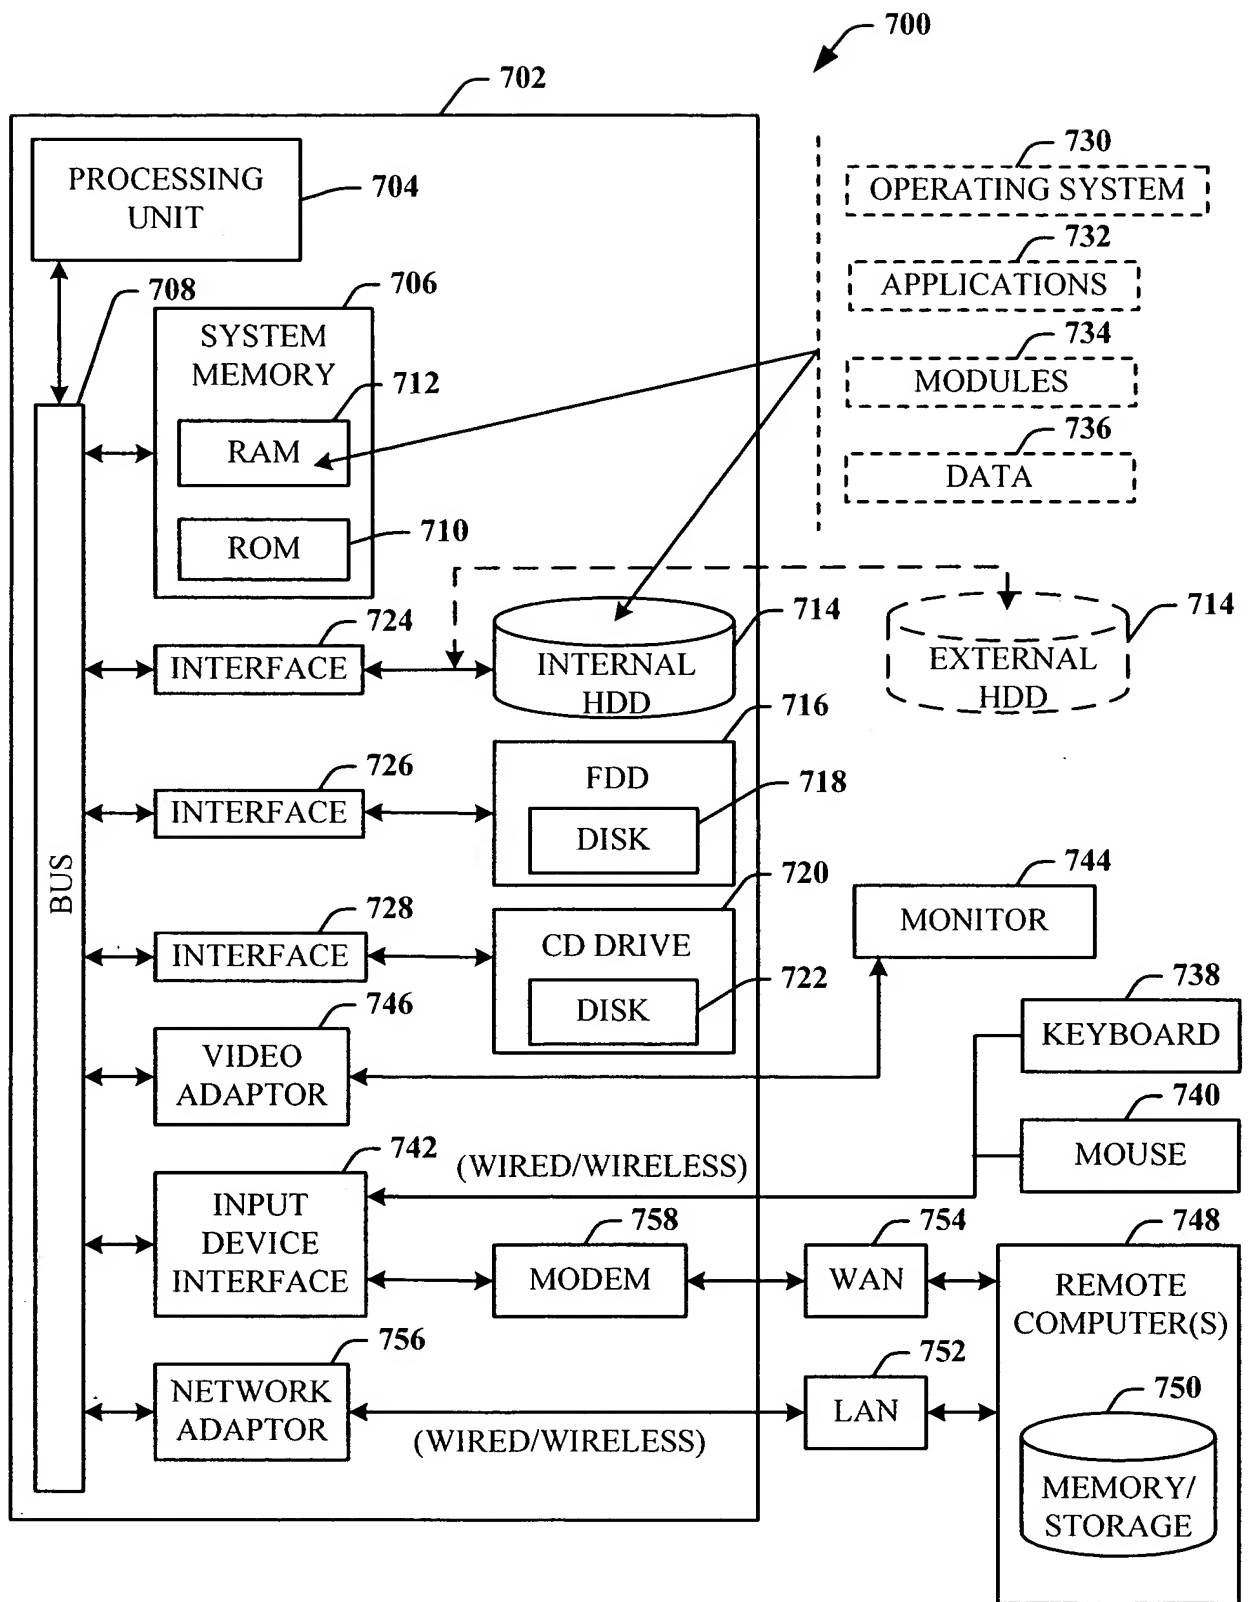 700
702
PROCESSING
UNIT
704
730
OPERATING SYSTEM
732
APPLICATIONS
734
MODULES
736
DATA
708
706
SYSTEM
MEMORY
712
RAM
710
ROM
724
INTERFACE
714
INTERNAL
HDD
714
EXTERNAL
HDD
716
726
INTERFACE
FDD
718
DISK
BUS
720
728
INTERFACE
CD DRIVE
722
DISK
744
MONITOR
738
KEYBOARD
746
VIDEO
ADAPTOR
740
MOUSE
742
(WIRED/WIRELESS)
INPUT
DEVICE
INTERFACE
758
MODEM
754
WAN
748
REMOTE
COMPUTER(S)
756
NETWORK
ADAPTOR
(WIRED/WIRELESS)
752
LAN
750
MEMORY/
STORAGE